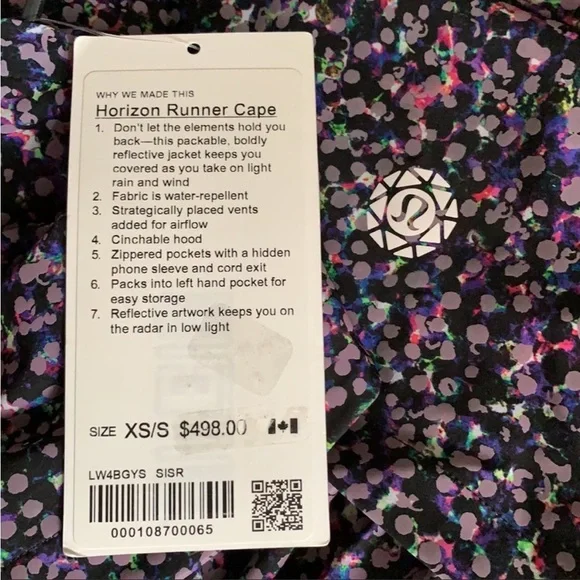 WHY WE MADE THIS
Horizon Runner Cape
1. Don't let the elements hold you
back—this packable, boldly
reflective jacket keeps you
covered as you take on light
rain and wind
2. Fabric is water-repellent
3. Strategically placed vents
added for airflow
4. Cinchable hood
5. Zippered pockets with a hidden
phone sleeve and cord exit
6. Packs into left hand pocket for
easy storage
7. Reflective artwork keeps you on
the radar in low light
SIZE XS/S $498.00
LW4BGYS SISR
000108700065